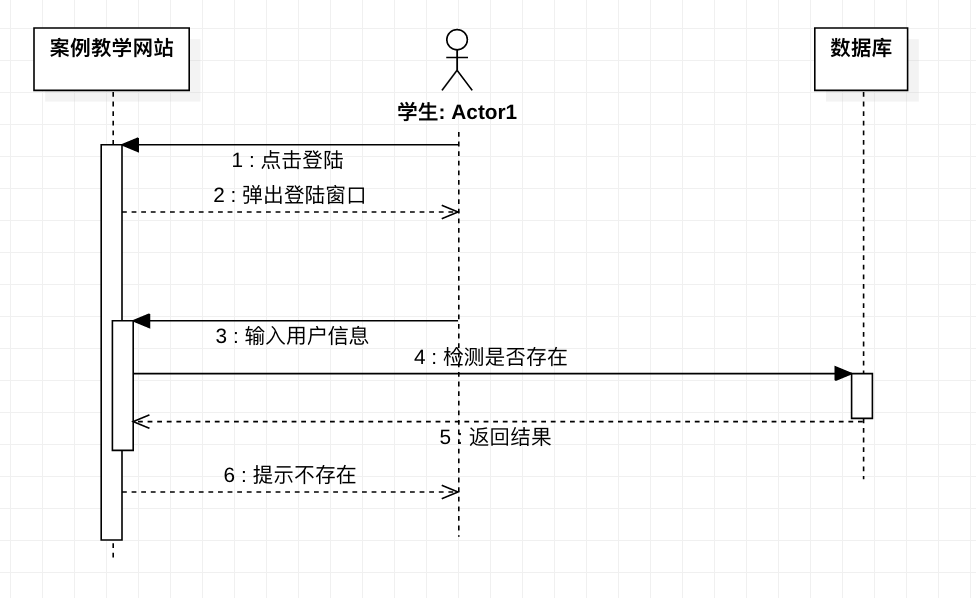 案例教学网站
学生: Actor1
数据库
1 : 点击登陆
2 : 弹出登陆窗口
3 : 输入用户信息
4 : 检测是否存在
5 : 返回结果
6 : 提示不存在